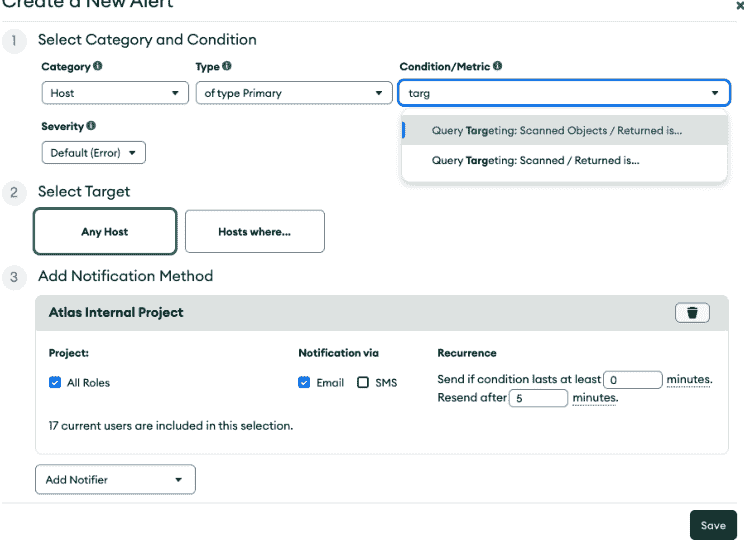 Create a New Alert
1 Select Category and Condition
Category Type Condition/Metric
Host of type Primary targ
Query Targeting: Scanned Objects / Returned is...
Severity
Default (Error)
Query Targeting: Scanned / Returned is...
2 Select Target
Any Host Hosts where...
3 Add Notification Method
Atlas Internal Project
Project: Notification via Recurrence
All Roles Email SMS Send if condition lasts at least 0 minutes.
Resend after 5 minutes.
17 current users are included in this selection.
Add Notifier
Save